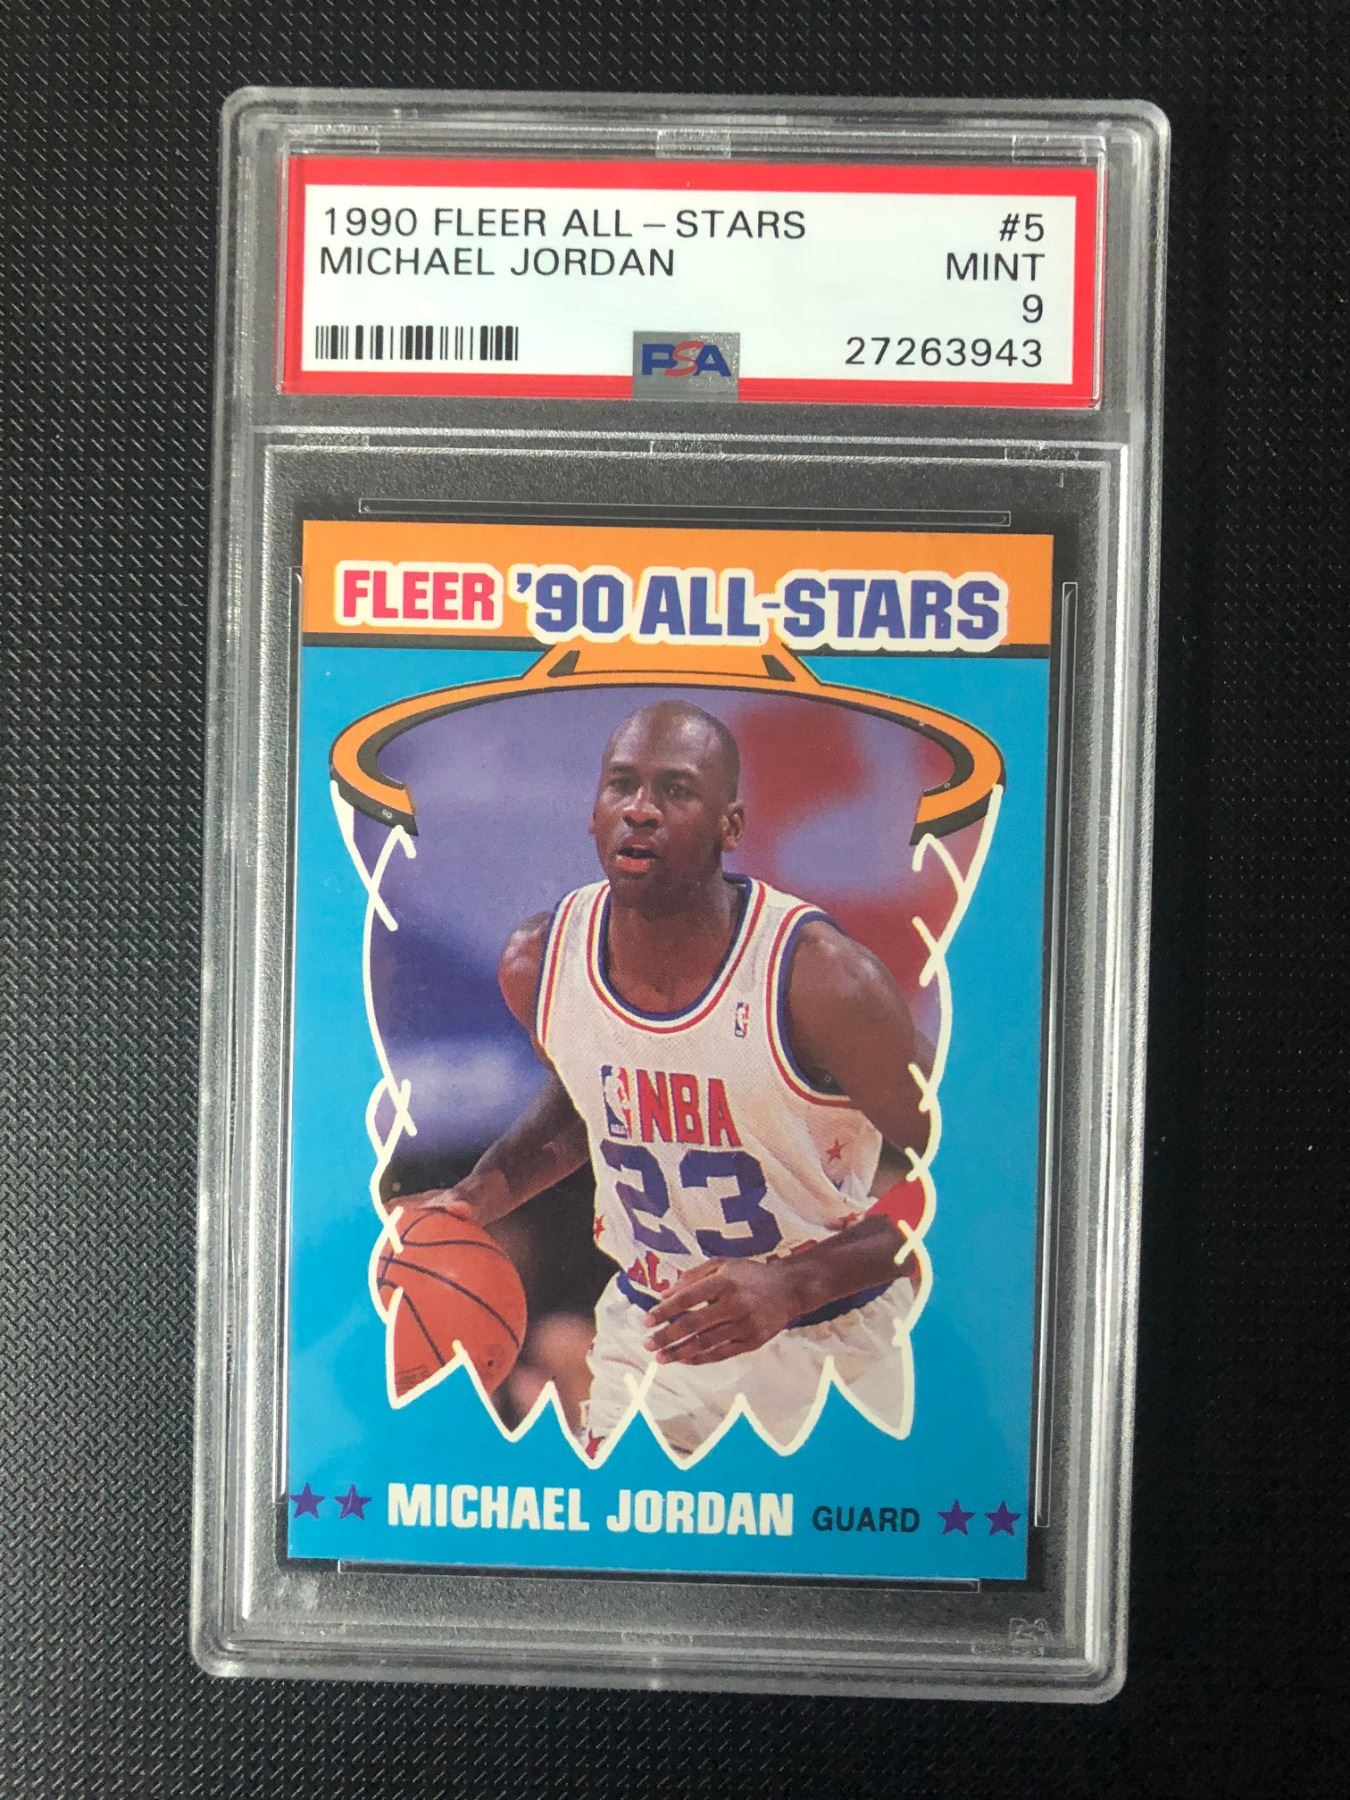 1990 FLEER ALL-STARS #5
MICHAEL JORDAN MINT
9
PSA 27263943
FLEER '90 ALL-STARS
NBA
23
MICHAEL JORDAN GUARD